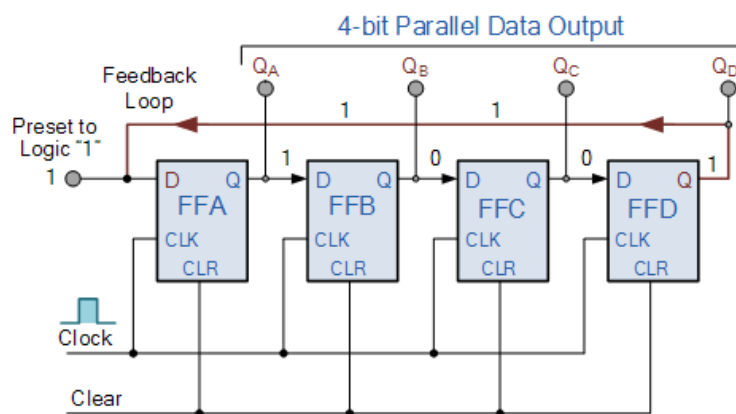 4-bit Parallel Data Output
QA QB QC QD
Feedback
Loop
1 1
Preset to
Logic "1"
1
1 0 0 1
D Q D Q D Q D Q
FFA FFB FFC FFD
CLK CLK CLK CLK
CLR CLR CLR CLR
Clock
Clear